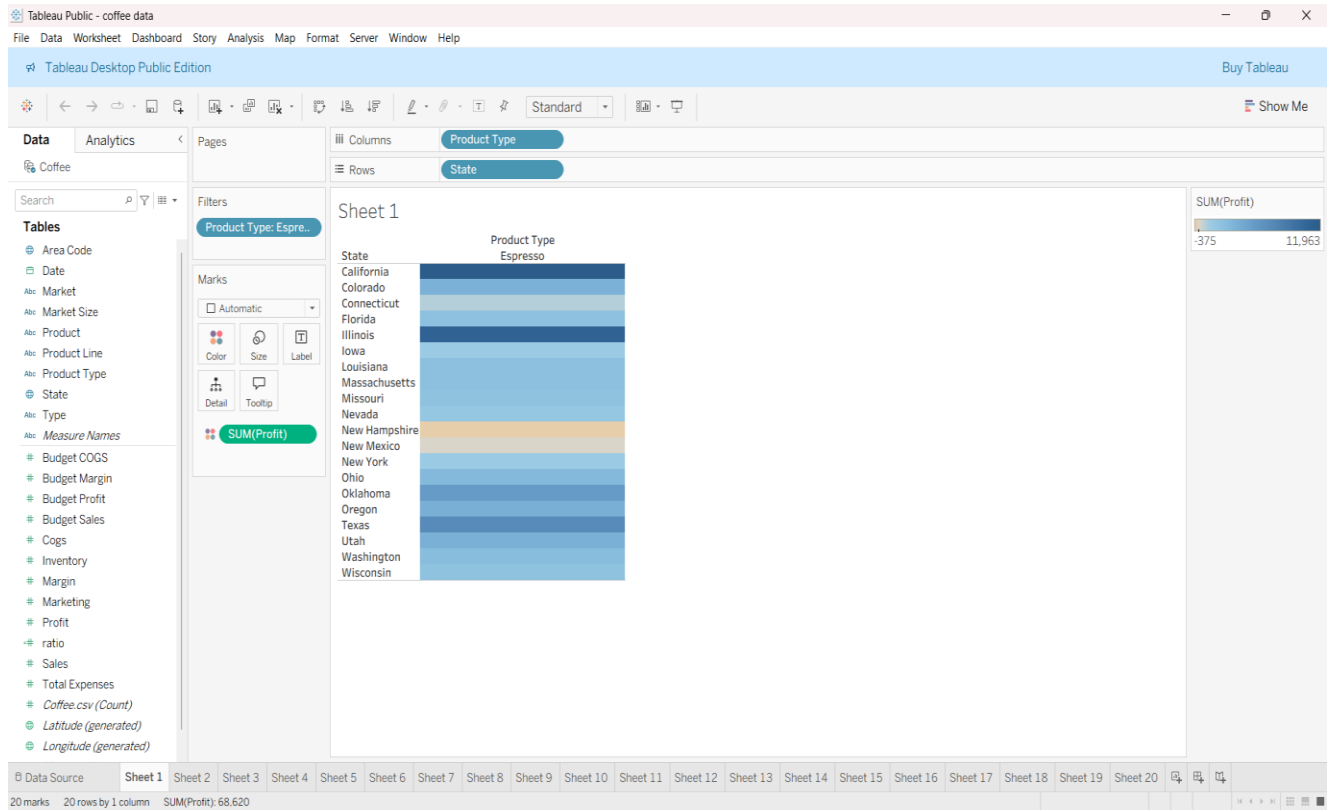 Tableau Public - coffee data
File Data Worksheet Dashboard Story Analysis Map Format Server Window Help
Tableau Desktop Public Edition
Buy Tableau
Standard
Show Me
Data
Analytics
Coffee
Search
Tables
Area Code
Date
Abc Market
Abc Market Size
Abc Product
Abc Product Line
Abc Product Type
State
Abc Type
Abc Measure Names
# Budget COGS
# Budget Margin
# Budget Profit
# Budget Sales
# Cogs
# Inventory
# Margin
# Marketing
# Profit
=# ratio
# Sales
# Total Expenses
# Coffee.csv (Count)
Latitude (generated)
Longitude (generated)
Pages
Filters
Product Type: Espre..
Marks
Automatic
Color Size Label
Detail Tooltip
SUM(Profit)
Columns
Product Type
Rows
State
Sheet 1
Product Type
State Espresso
California
Colorado
Connecticut
Florida
Illinois
Iowa
Louisiana
Massachusetts
Missouri
Nevada
New Hampshire
New Mexico
New York
Ohio
Oklahoma
Oregon
Texas
Utah
Washington
Wisconsin
SUM(Profit)
-375 11,963
Data Source Sheet 1 Sheet 2 Sheet 3 Sheet 4 Sheet 5 Sheet 6 Sheet 7 Sheet 8 Sheet 9 Sheet 10 Sheet 11 Sheet 12 Sheet 13 Sheet 14 Sheet 15 Sheet 16 Sheet 17 Sheet 18 Sheet 19 Sheet 20
20 marks 20 rows by 1 column SUM(Profit): 68,620